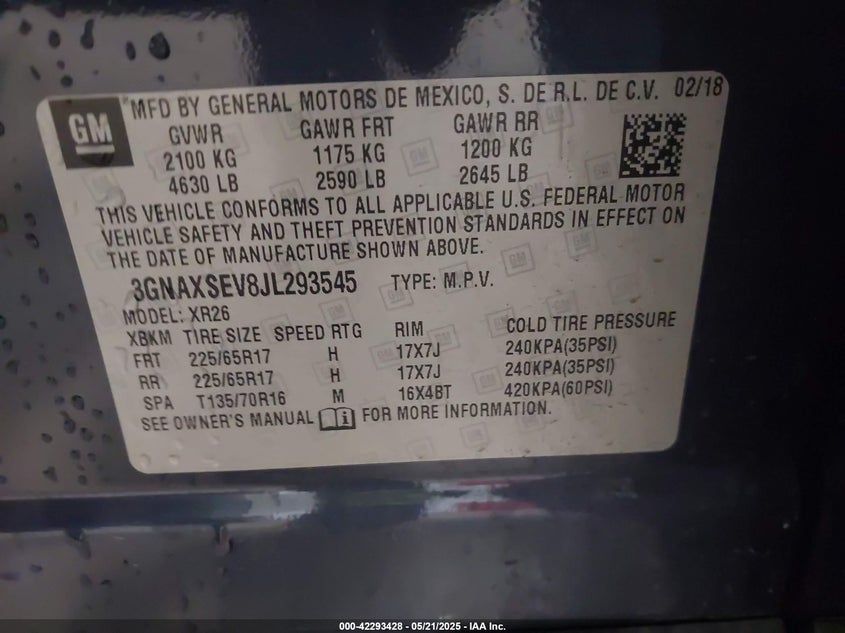 GM
MFD BY GENERAL MOTORS DE MEXICO, S. DE R.L. DE C.V. 02/18
GVWR GAWR FRT GAWR RR
2100 KG 1175 KG 1200 KG
4630 LB 2590 LB 2645 LB
THIS VEHICLE CONFORMS TO ALL APPLICABLE U.S. FEDERAL MOTOR
VEHICLE SAFETY AND THEFT PREVENTION STANDARDS IN EFFECT ON
THE DATE OF MANUFACTURE SHOWN ABOVE.
3GNAXSEV8JL293545 TYPE: M.P.V.
MODEL: XR26
XBKM TIRE SIZE SPEED RTG RIM COLD TIRE PRESSURE
FRT 225/65R17 H 17X7J 240KPA(35PSI)
RR 225/65R17 H 17X7J 240KPA(35PSI)
SPA T135/70R16 M 16X4BT 420KPA(60PSI)
SEE OWNER'S MANUAL FOR MORE INFORMATION.
000-42293428 - 05/21/2025 - IAA Inc.